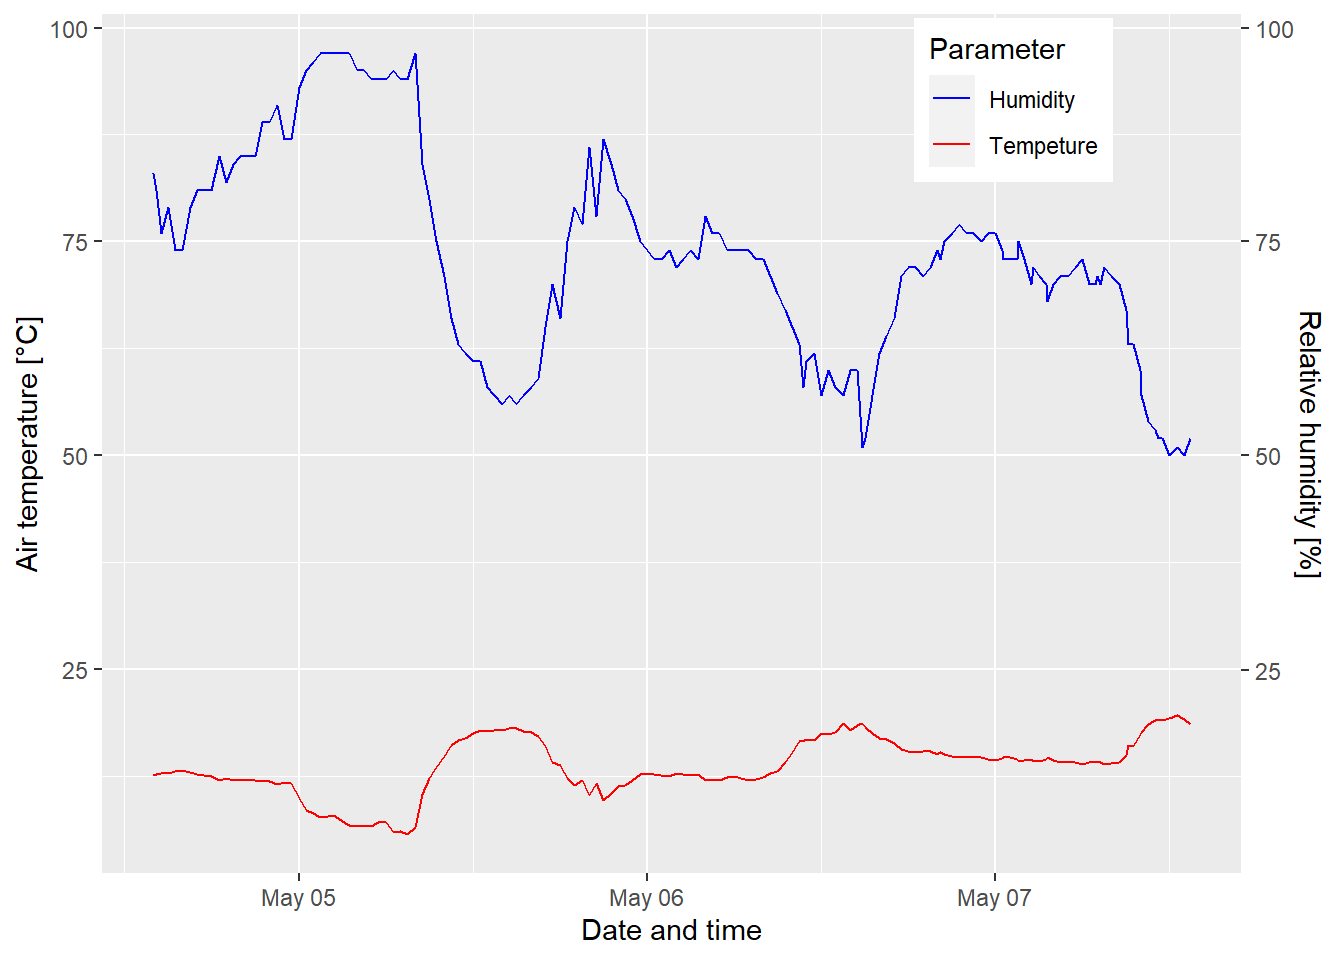 Parameter
Humidity
Tempeture
100
75
50
25
100
75
50
25
Air temperature [°C]
Relative humidity [%]
May 05
May 06
May 07
Date and time